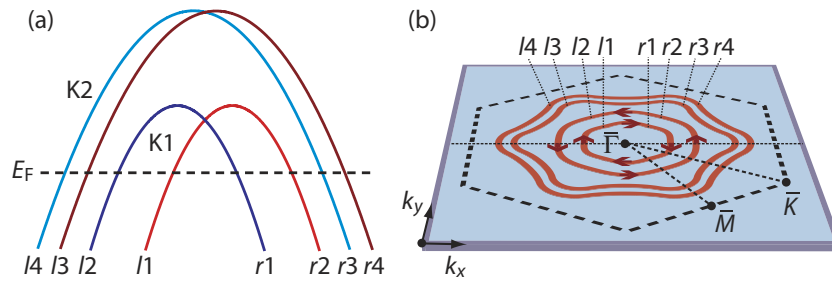 (a)
K2
K1
E_F
l4 l3 l2 l1 r1 r2 r3 r4
(b)
l4 l3 l2 l1 r1 r2 r3 r4
Γ̅
k_y
K̅
M̅
k_x